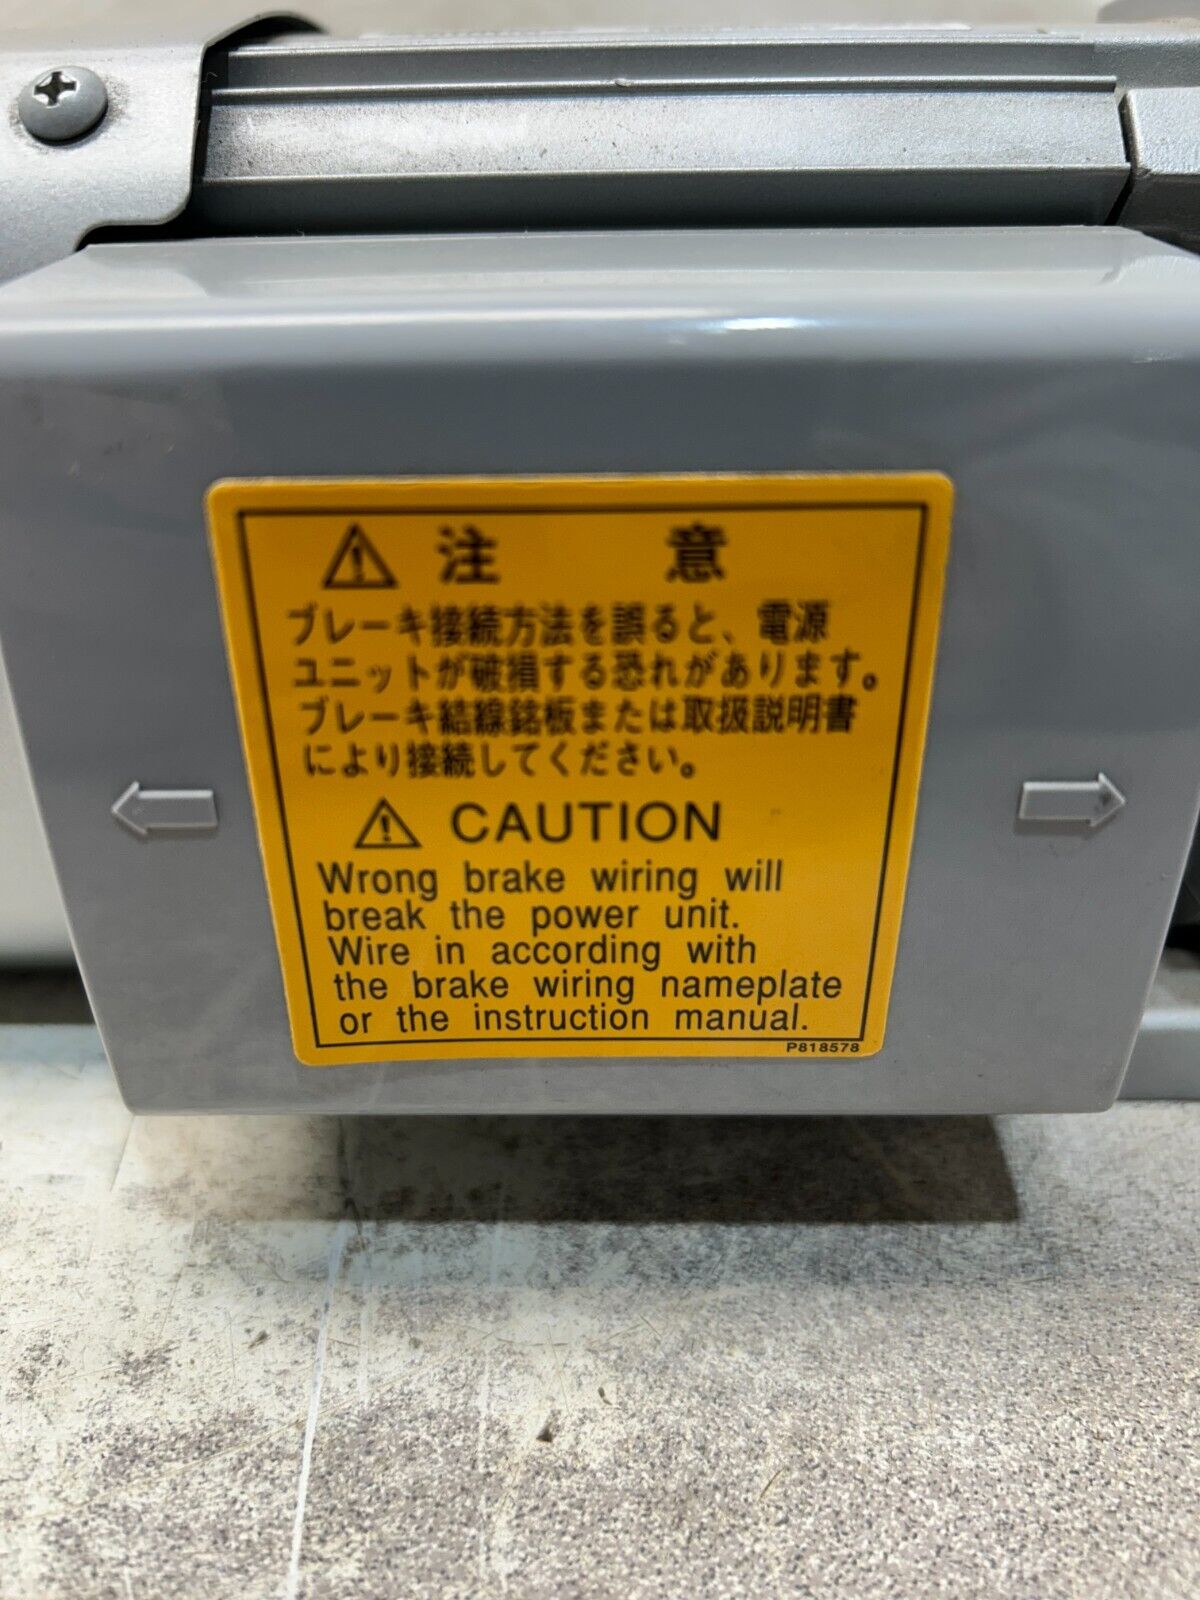 注意
ブレーキ接続方法を誤ると、電源
ユニットが破損する恐れがあります。
ブレーキ結線銘板または取扱説明書
により接続してください。
CAUTION
Wrong brake wiring will
break the power unit.
Wire in according with
the brake wiring nameplate
or the instruction manual.
P818578